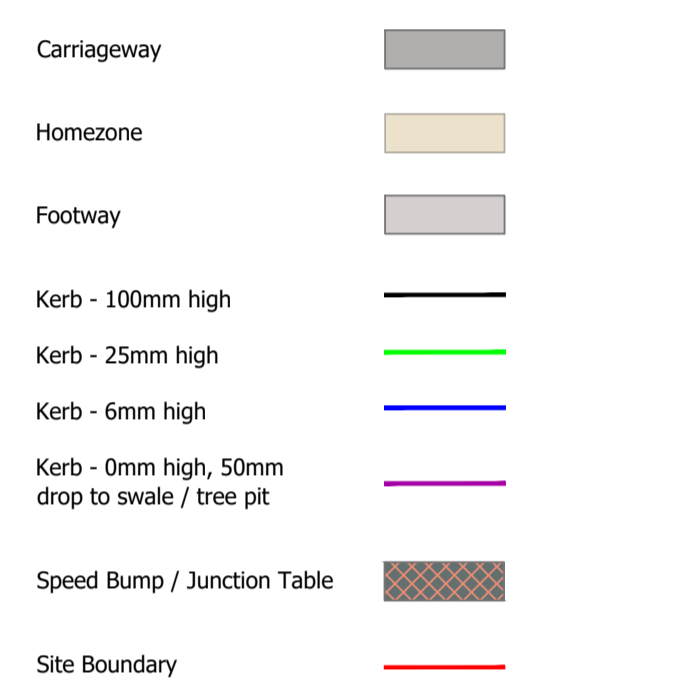 Carriageway
Homezone
Footway
Kerb - 100mm high
Kerb - 25mm high
Kerb - 6mm high
Kerb - 0mm high, 50mm
drop to swale / tree pit
Speed Bump / Junction Table
Site Boundary